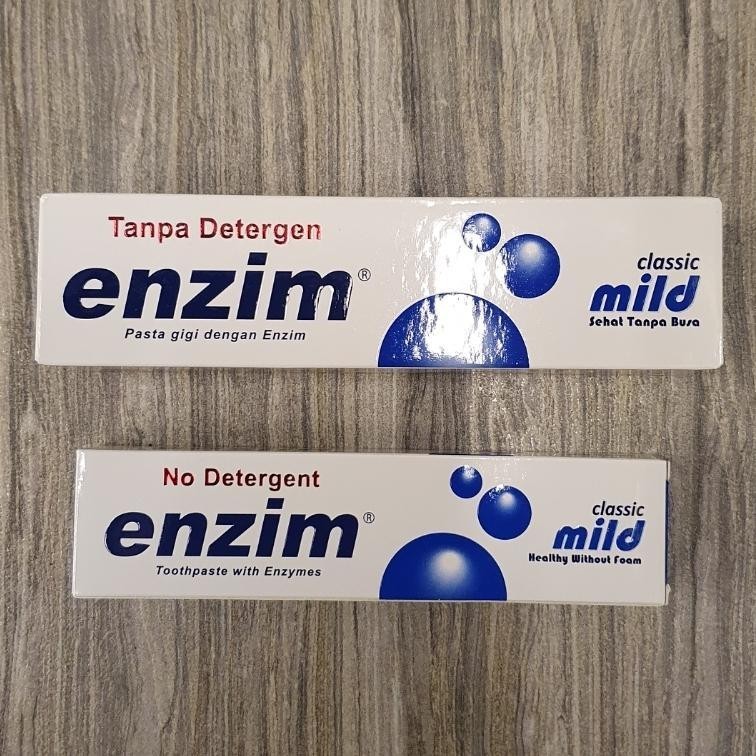 Tanpa Detergen
enzim®
Pasta gigi dengan Enzim
classic
mild
Sehat Tanpa Busa
No Detergent
enzim®
Toothpaste with Enzymes
classic
mild
Healthy Without Foam